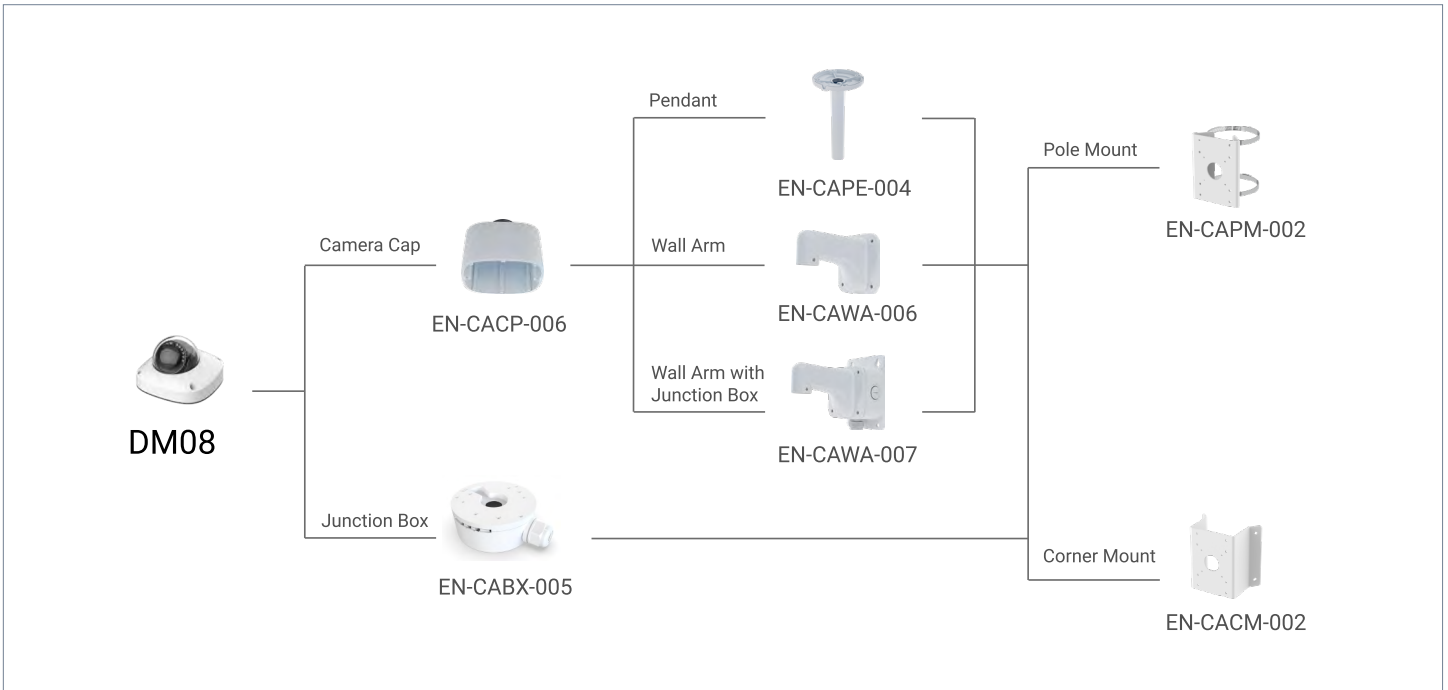 Pendant
EN-CAPE-004
Pole Mount
EN-CAPM-002
Camera Cap
EN-CACP-006
Wall Arm
EN-CAWA-006
Wall Arm with
Junction Box
EN-CAWA-007
DM08
Junction Box
EN-CABX-005
Corner Mount
EN-CACM-002